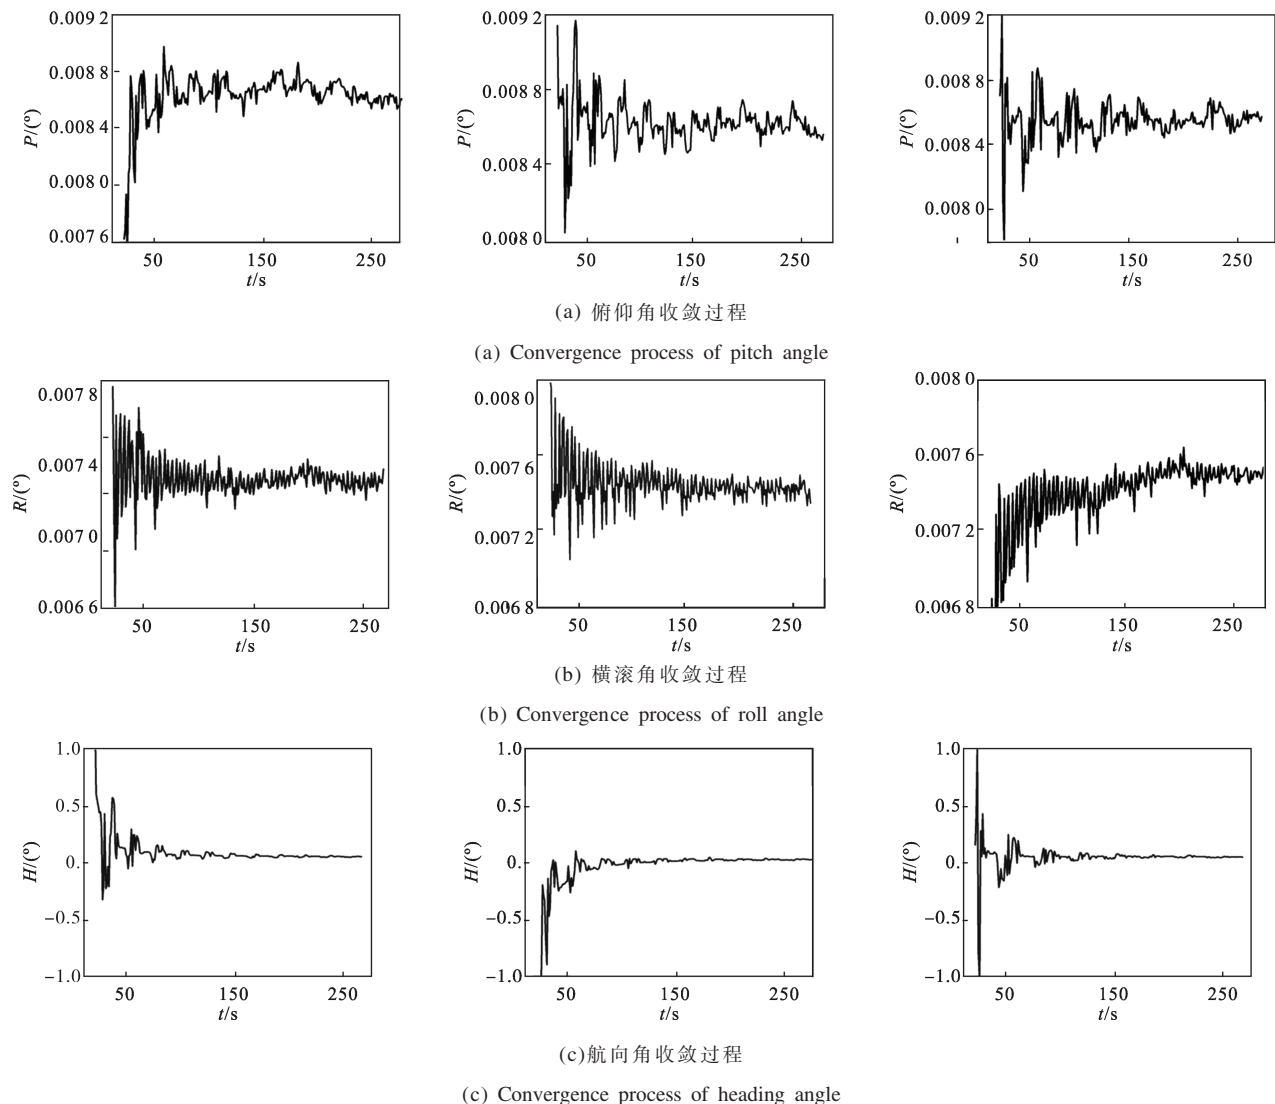 0.009 2
0.008 8
0.008 4
0.008 0
0.007 6
P/(°)
50
150
250
t/s
0.009 2
0.008 8
0.008 4
0.008 0
P/(°)
50
150
250
t/s
0.009 2
0.008 8
0.008 4
0.008 0
P/(°)
50
150
250
t/s
(a) 俯仰角收敛过程
(a) Convergence process of pitch angle
0.007 8
0.007 4
0.007 0
0.006 6
R/(°)
50
150
250
t/s
0.008 0
0.007 6
0.007 2
0.006 8
R/(°)
50
150
250
t/s
0.008 0
0.007 6
0.007 2
0.006 8
R/(°)
50
150
250
t/s
(b) 横滚角收敛过程
(b) Convergence process of roll angle
1.0
0.5
0.
−0.5
−1.0
H/(°)
50
150
250
t/s
1.0
0.5
0.
−0.5
−1.0
H/(°)
50
150
250
t/s
1.0
0.5
0.
−0.5
−1.0
H/(°)
50
150
250
t/s
(c)航向角收敛过程
(c) Convergence process of heading angle